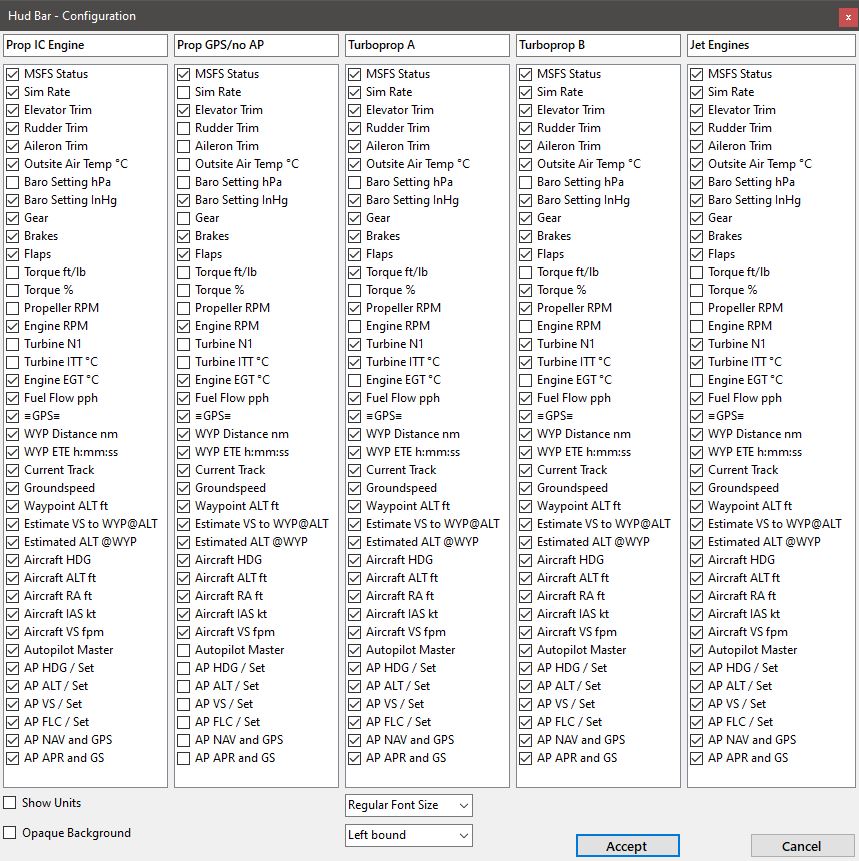 Hud Bar - Configuration
x
Prop IC Engine
MSFS Status
Sim Rate
Elevator Trim
Rudder Trim
Aileron Trim
Outsite Air Temp °C
Baro Setting hPa
Baro Setting InHg
Gear
Brakes
Flaps
Torque ft/lb
Torque %
Propeller RPM
Engine RPM
Turbine N1
Turbine ITT °C
Engine EGT °C
Fuel Flow pph
≡GPS≡
WYP Distance nm
WYP ETE h:mm:ss
Current Track
Groundspeed
Waypoint ALT ft
Estimate VS to WYP@ALT
Estimated ALT @WYP
Aircraft HDG
Aircraft ALT ft
Aircraft RA ft
Aircraft IAS kt
Aircraft VS fpm
Autopilot Master
AP HDG / Set
AP ALT / Set
AP VS / Set
AP FLC / Set
AP NAV and GPS
AP APR and GS
Prop GPS/no AP
MSFS Status
Sim Rate
Elevator Trim
Rudder Trim
Aileron Trim
Outsite Air Temp °C
Baro Setting hPa
Baro Setting InHg
Gear
Brakes
Flaps
Torque ft/lb
Torque %
Propeller RPM
Engine RPM
Turbine N1
Turbine ITT °C
Engine EGT °C
Fuel Flow pph
≡GPS≡
WYP Distance nm
WYP ETE h:mm:ss
Current Track
Groundspeed
Waypoint ALT ft
Estimate VS to WYP@ALT
Estimated ALT @WYP
Aircraft HDG
Aircraft ALT ft
Aircraft RA ft
Aircraft IAS kt
Aircraft VS fpm
Autopilot Master
AP HDG / Set
AP ALT / Set
AP VS / Set
AP FLC / Set
AP NAV and GPS
AP APR and GS
Turboprop A
MSFS Status
Sim Rate
Elevator Trim
Rudder Trim
Aileron Trim
Outsite Air Temp °C
Baro Setting hPa
Baro Setting InHg
Gear
Brakes
Flaps
Torque ft/lb
Torque %
Propeller RPM
Engine RPM
Turbine N1
Turbine ITT °C
Engine EGT °C
Fuel Flow pph
≡GPS≡
WYP Distance nm
WYP ETE h:mm:ss
Current Track
Groundspeed
Waypoint ALT ft
Estimate VS to WYP@ALT
Estimated ALT @WYP
Aircraft HDG
Aircraft ALT ft
Aircraft RA ft
Aircraft IAS kt
Aircraft VS fpm
Autopilot Master
AP HDG / Set
AP ALT / Set
AP VS / Set
AP FLC / Set
AP NAV and GPS
AP APR and GS
Turboprop B
MSFS Status
Sim Rate
Elevator Trim
Rudder Trim
Aileron Trim
Outsite Air Temp °C
Baro Setting hPa
Baro Setting InHg
Gear
Brakes
Flaps
Torque ft/lb
Torque %
Propeller RPM
Engine RPM
Turbine N1
Turbine ITT °C
Engine EGT °C
Fuel Flow pph
≡GPS≡
WYP Distance nm
WYP ETE h:mm:ss
Current Track
Groundspeed
Waypoint ALT ft
Estimate VS to WYP@ALT
Estimated ALT @WYP
Aircraft HDG
Aircraft ALT ft
Aircraft RA ft
Aircraft IAS kt
Aircraft VS fpm
Autopilot Master
AP HDG / Set
AP ALT / Set
AP VS / Set
AP FLC / Set
AP NAV and GPS
AP APR and GS
Jet Engines
MSFS Status
Sim Rate
Elevator Trim
Rudder Trim
Aileron Trim
Outsite Air Temp °C
Baro Setting hPa
Baro Setting InHg
Gear
Brakes
Flaps
Torque ft/lb
Torque %
Propeller RPM
Engine RPM
Turbine N1
Turbine ITT °C
Engine EGT °C
Fuel Flow pph
≡GPS≡
WYP Distance nm
WYP ETE h:mm:ss
Current Track
Groundspeed
Waypoint ALT ft
Estimate VS to WYP@ALT
Estimated ALT @WYP
Aircraft HDG
Aircraft ALT ft
Aircraft RA ft
Aircraft IAS kt
Aircraft VS fpm
Autopilot Master
AP HDG / Set
AP ALT / Set
AP VS / Set
AP FLC / Set
AP NAV and GPS
AP APR and GS
Show Units
Regular Font Size
Opaque Background
Left bound
Accept
Cancel